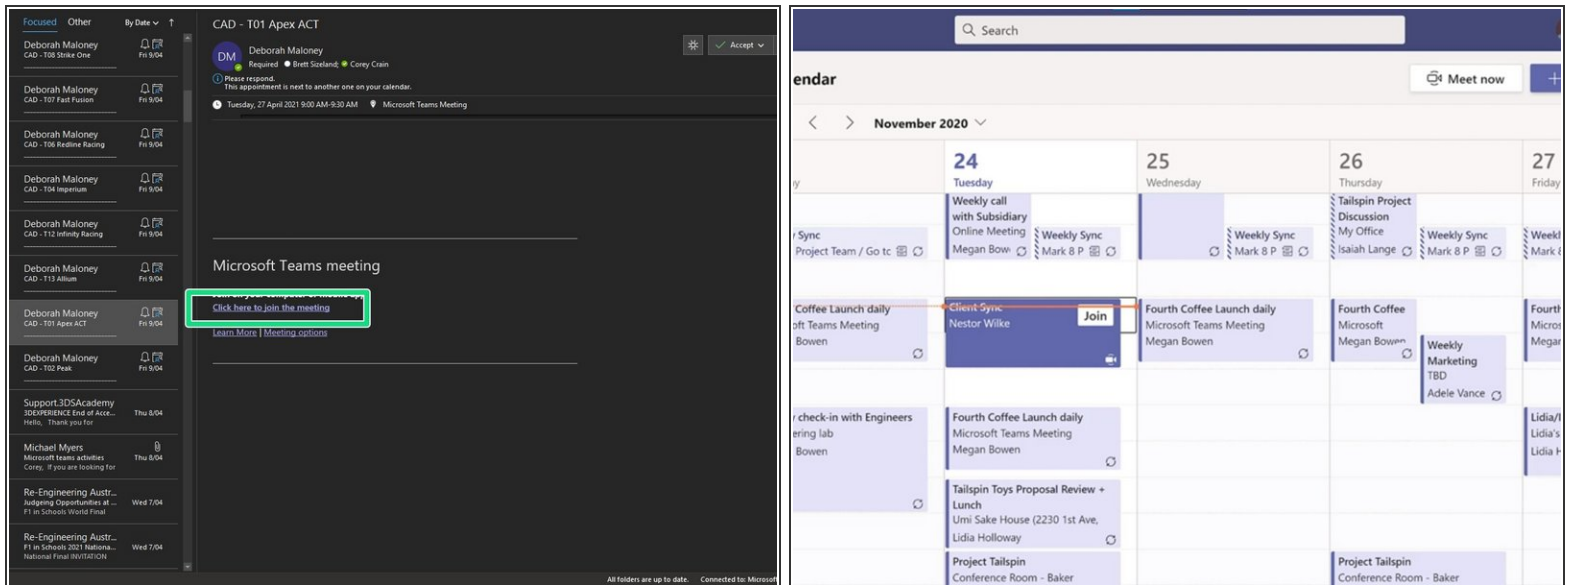 Focused Other By Date
Deborah Maloney
CAD - T08 Strike One Fri 9/04
Deborah Maloney
CAD - T07 Fast Fusion Fri 9/04
Deborah Maloney
CAD - T06 Redline Racing Fri 9/04
Deborah Maloney
CAD - T04 Imperium Fri 9/04
Deborah Maloney
CAD - T12 Infinity Racing Fri 9/04
Deborah Maloney
CAD - T13 Allium Fri 9/04
Deborah Maloney
CAD - T01 Apex ACT Fri 9/04
Deborah Maloney
CAD - T02 Peak Fri 9/04
Support.3DSAcademy
3DEXPERIENCE End of Acce... Thu 8/04
Hello, Thank you for
Michael Myers
Microsoft teams activities Thu 8/04
Corey, If you are looking for
Re-Engineering Austr...
Judgeing Opportunities at ... Wed 7/04
F1 in Schools World Final
Re-Engineering Austr...
F1 in Schools 2021 Nationa... Wed 7/04
National Final INVITATION
CAD - T01 Apex ACT
DM
Deborah Maloney
Required Brett Sizeland; Corey Crain
Accept
Please respond.
This appointment is next to another one on your calendar.
Tuesday, 27 April 2021 9:00 AM-9:30 AM Microsoft Teams Meeting
Microsoft Teams meeting
Join on your computer or mobile app
Click here to join the meeting
Learn More | Meeting options
All folders are up to date. Connected to: Microsoft
Search
endar
Meet now
November 2020
24
Tuesday
25
Wednesday
26
Thursday
27
Friday
Sync
Project Team / Go tc
Weekly call
with Subsidiary
Online Meeting
Megan Bow
Weekly Sync
Mark 8 P
Weekly Sync
Mark 8 P
Tailspin Project
Discussion
My Office
Isaiah Lange
Weekly Sync
Mark 8 P
Weekl
Mark 8
Coffee Launch daily
oft Teams Meeting
Bowen
Client Sync
Nestor Wilke
Join
Fourth Coffee Launch daily
Microsoft Teams Meeting
Megan Bowen
Fourth Coffee
Microsoft
Megan Bowen
Weekly
Marketing
TBD
Adele Vance
Fourth
Micros
Megar
check-in with Engineers
ering lab
Bowen
Fourth Coffee Launch daily
Microsoft Teams Meeting
Megan Bowen
Lidia/
Lidia's
Lidia H
Tailspin Toys Proposal Review +
Lunch
Umi Sake House (2230 1st Ave,
Lidia Holloway
Project Tailspin
Conference Room - Baker
Project Tailspin
Conference Room - Baker